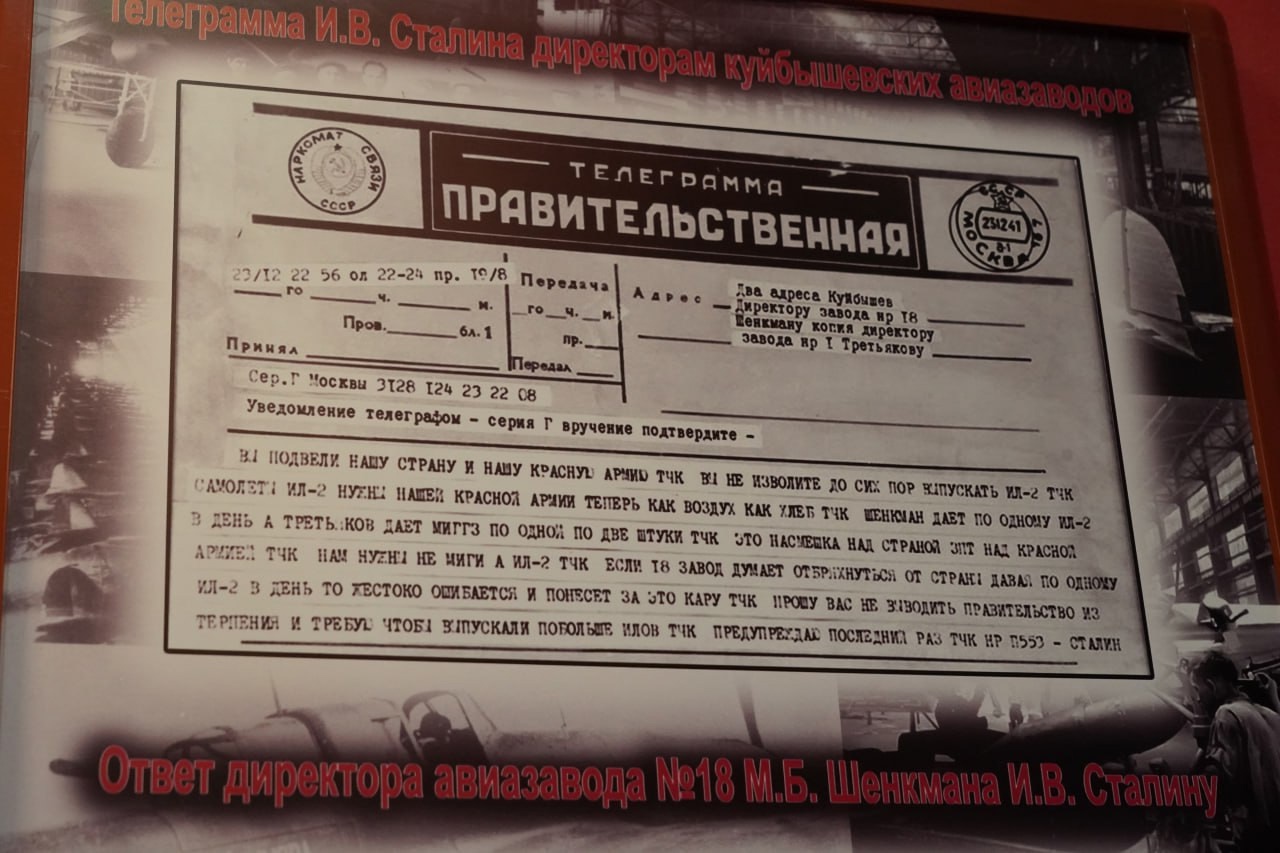 Телеграмма И.В. Сталина директорам куйбышевских авиазаводов
НАРКОМАТ СВЯЗИ СССР
ТЕЛЕГРАММА
ПРАВИТЕЛЬСТВЕННАЯ
МОСКВА
231241
23/12 22 56 ол 22-24 пр. 19/8
го ч. м.
Пров. бл. 1
Принял
Передача
го ч. м.
пр.
Передал
Адрес Два адреса Куйбышев
Директору завода нр 18
Шенкману копия директору
завода нр I Третьякову
Сер.Г Москвы 3128 124 23 22 08
Уведомление телеграфом - серия Г вручение подтвердите -
ВЫ ПОДВЕЛИ НАШУ СТРАНУ И НАШУ КРАСНУЮ АРМИЮ ТЧК ВЫ НЕ ИЗВОЛИТЕ ДО СИХ ПОР ВЫПУСКАТЬ ИЛ-2 ТЧК
САМОЛЕТЫ ИЛ-2 НУЖНЫ НАШЕЙ КРАСНОЙ АРМИИ ТЕПЕРЬ КАК ВОЗДУХ КАК ХЛЕБ ТЧК ШЕНКМАН ДАЕТ ПО ОДНОМУ ИЛ-2
В ДЕНЬ А ТРЕТЬЯКОВ ДАЕТ МИГГЗ ПО ОДНОЙ ПО ДВЕ ШТУКИ ТЧК ЭТО НАСМЕШКА НАД СТРАНОЙ ЗПТ НАД КРАСНОЙ
АРМИЕЙ ТЧК НАМ НУЖНЫ НЕ МИГИ А ИЛ-2 ТЧК ЕСЛИ 18 ЗАВОД ДУМАЕТ ОТБРЯХНУТЬСЯ ОТ СТРАНЫ ДАВАЯ ПО ОДНОМУ
ИЛ-2 В ДЕНЬ ТО ЖЕСТОКО ОШИБАЕТСЯ И ПОНЕСЕТ ЗА ЭТО КАРУ ТЧК ПРОШУ ВАС НЕ ВЫВОДИТЬ ПРАВИТЕЛЬСТВО ИЗ
ТЕРПЕНИЯ И ТРЕБУЮ ЧТОБЫ ВЫПУСКАЛИ ПОБОЛЬШЕ ИЛОВ ТЧК ПРЕДУПРЕЖДАЮ ПОСЛЕДНИЙ РАЗ ТЧК НР П553 - СТАЛИН
Ответ директора авиазавода №18 М.Б. Шенкмана И.В. Сталину